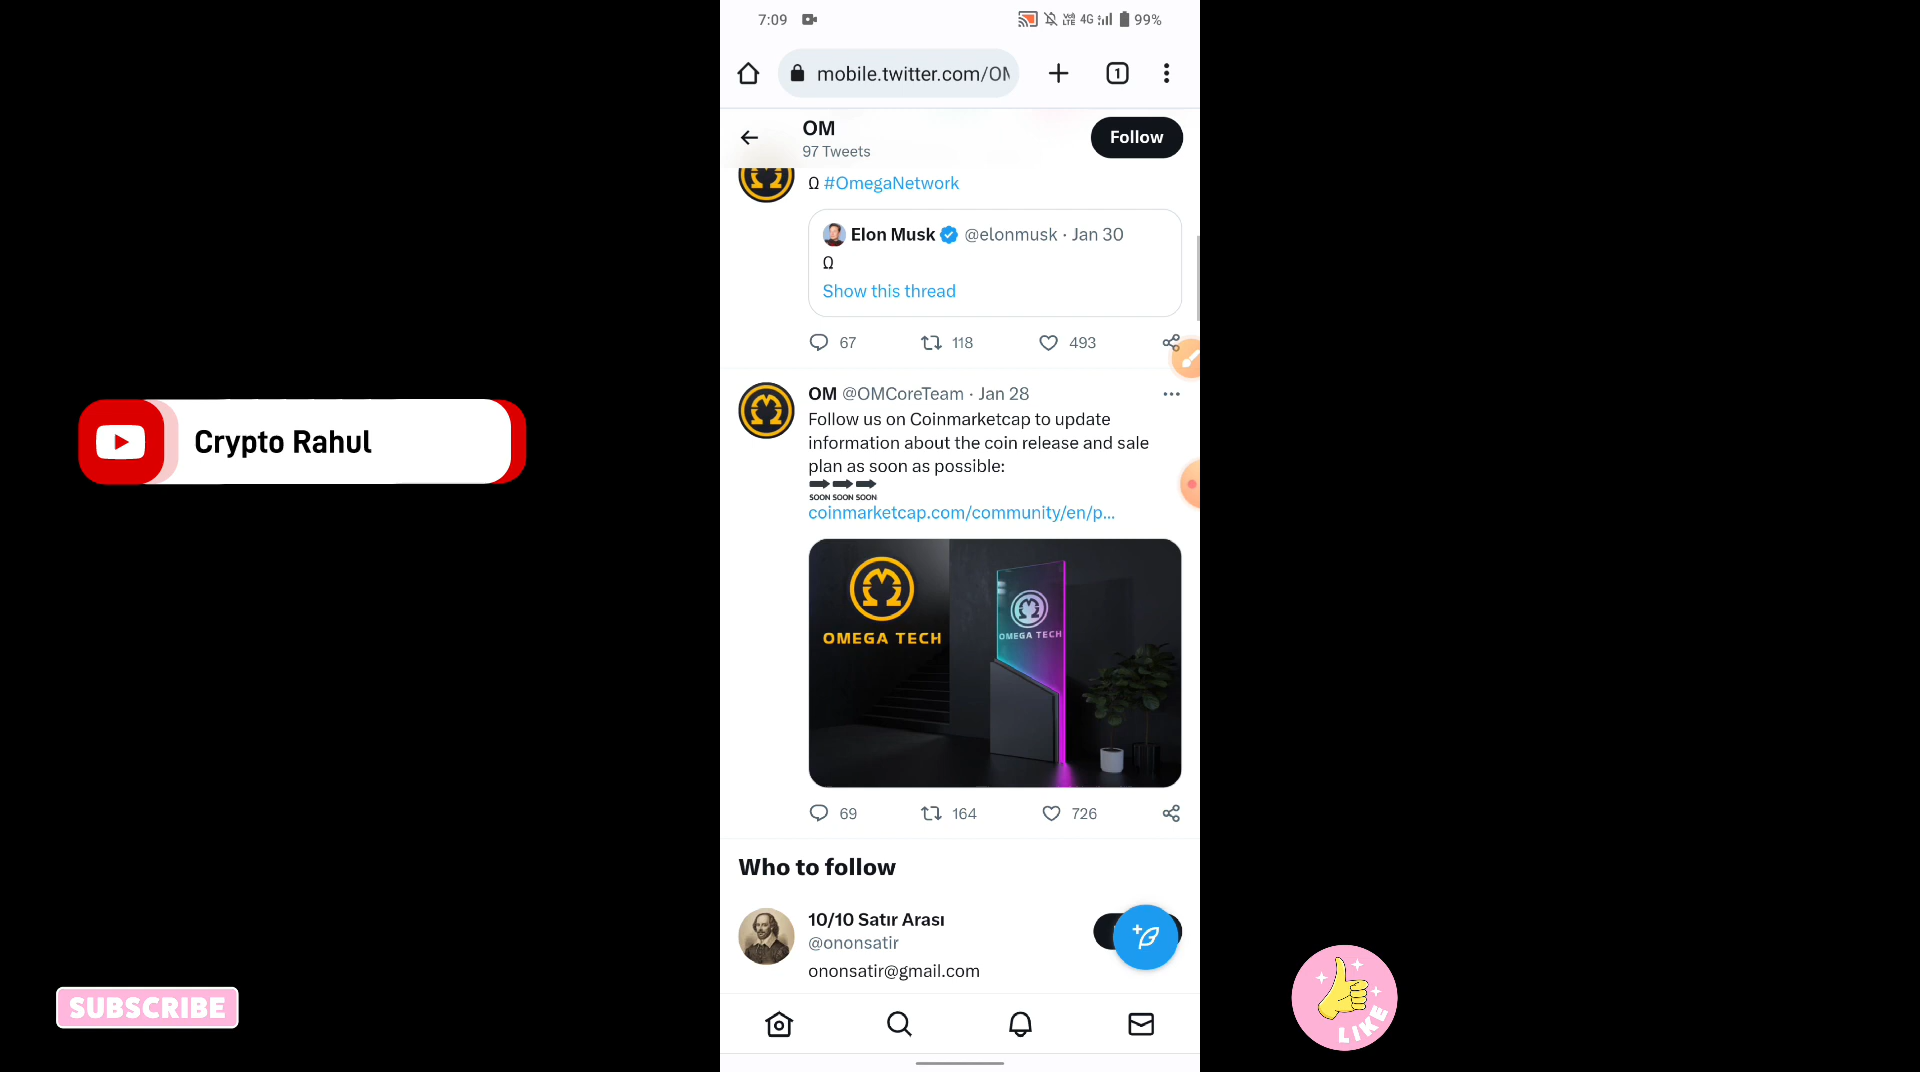 7:09
4G
99%
mobile.twitter.com/OM
1
OM
97 Tweets
Follow
Ω #OmegaNetwork
Elon Musk @elonmusk · Jan 30
Ω
Show this thread
67
118
493
OM @OMCoreTeam · Jan 28
Follow us on Coinmarketcap to update
information about the coin release and sale
plan as soon as possible:
SOON SOON SOON
coinmarketcap.com/community/en/p...
OMEGA TECH
OMEGA TECH
69
164
726
Who to follow
10/10 Satır Arası
@ononsatir
ononsatir@gmail.com
Crypto Rahul
SUBSCRIBE
LIKE